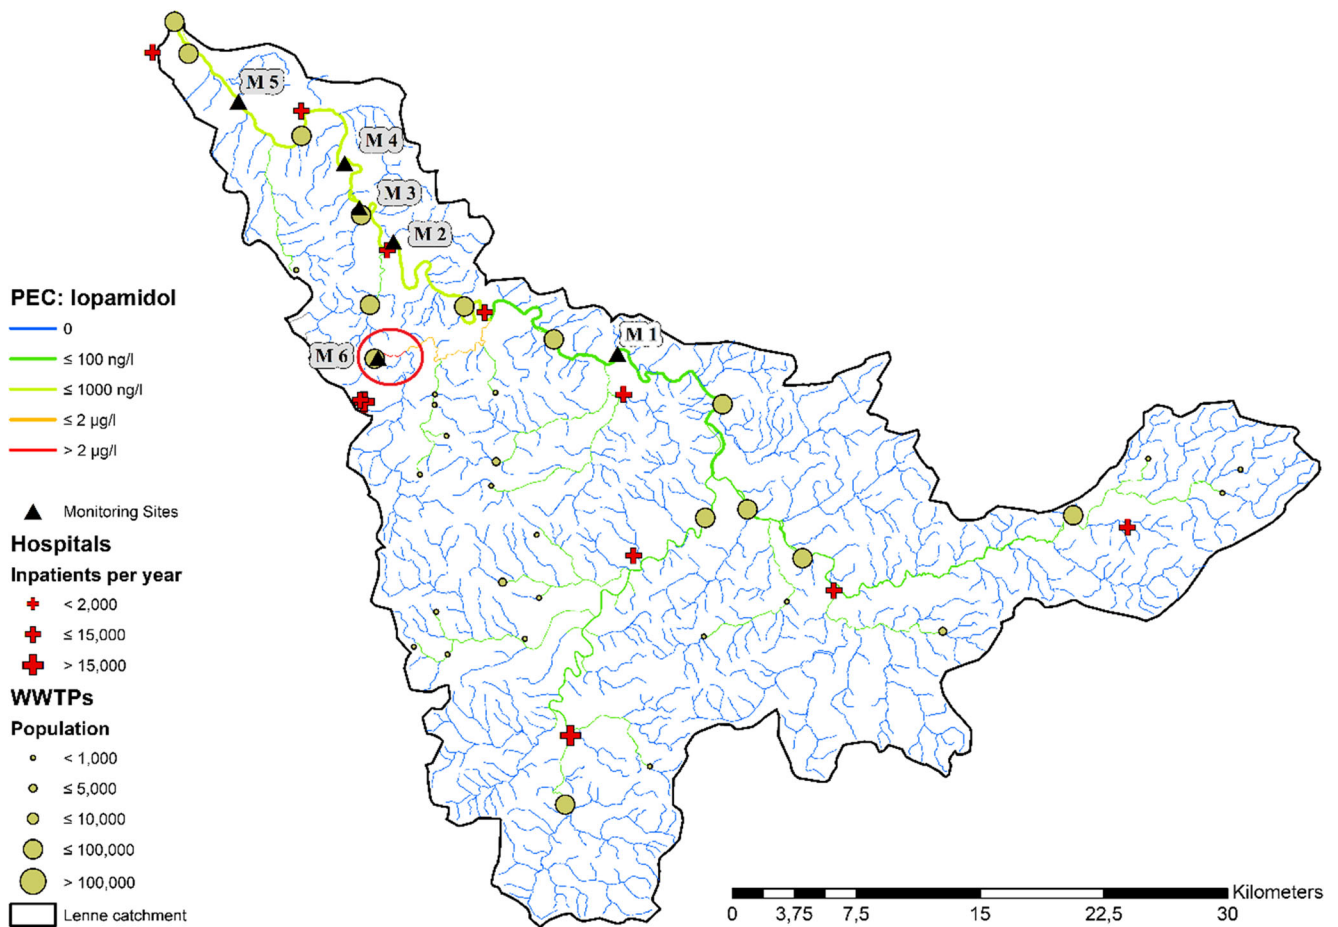 M 5
M 4
M 3
M 2
M 1
M 6
PEC: Iopamidol
0
≤ 100 ng/l
≤ 1000 ng/l
≤ 2 µg/l
> 2 µg/l
Monitoring Sites
Hospitals
Inpatients per year
< 2,000
≤ 15,000
> 15,000
WWTPs
Population
< 1,000
≤ 5,000
≤ 10,000
≤ 100,000
> 100,000
Lenne catchment
Kilometers
0 3,75 7,5 15 22,5 30